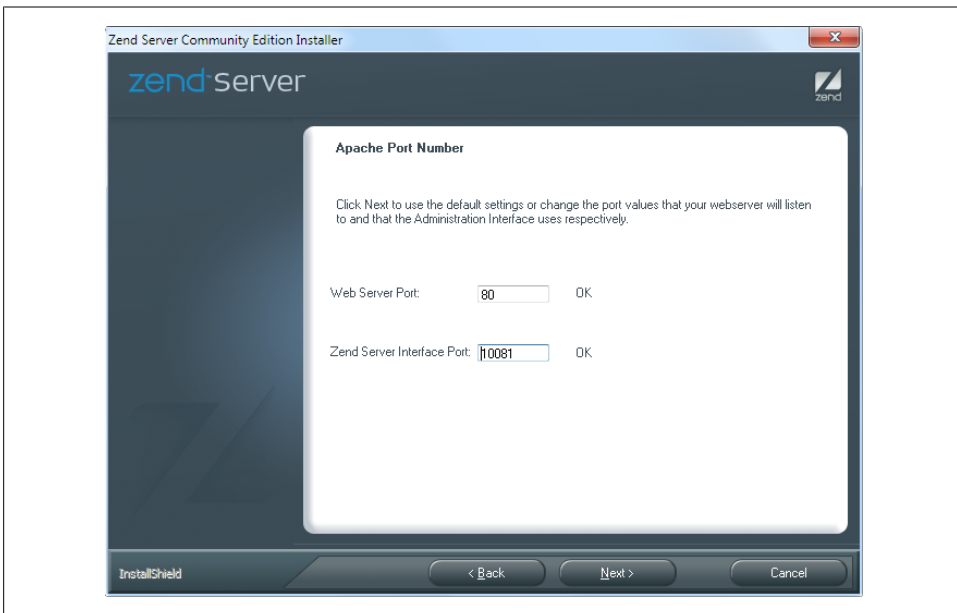 Zend Server Community Edition Installer
zend server
zend
Apache Port Number
Click Next to use the default settings or change the port values that your webserver will listen
to and that the Administration Interface uses respectively.
Web Server Port: 80 OK
Zend Server Interface Port: 10081 OK
InstallShield
< Back Next > Cancel